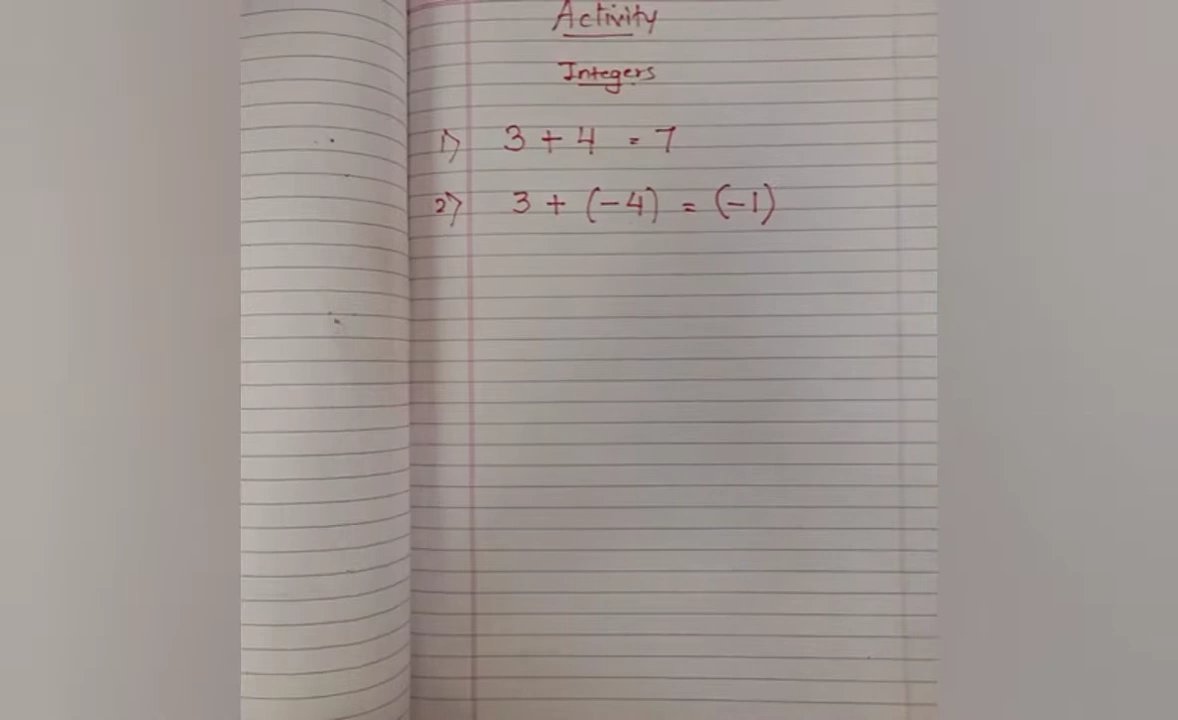 Activity
Integers
1) 3 + 4 = 7
2) 3 + (-4) = (-1)